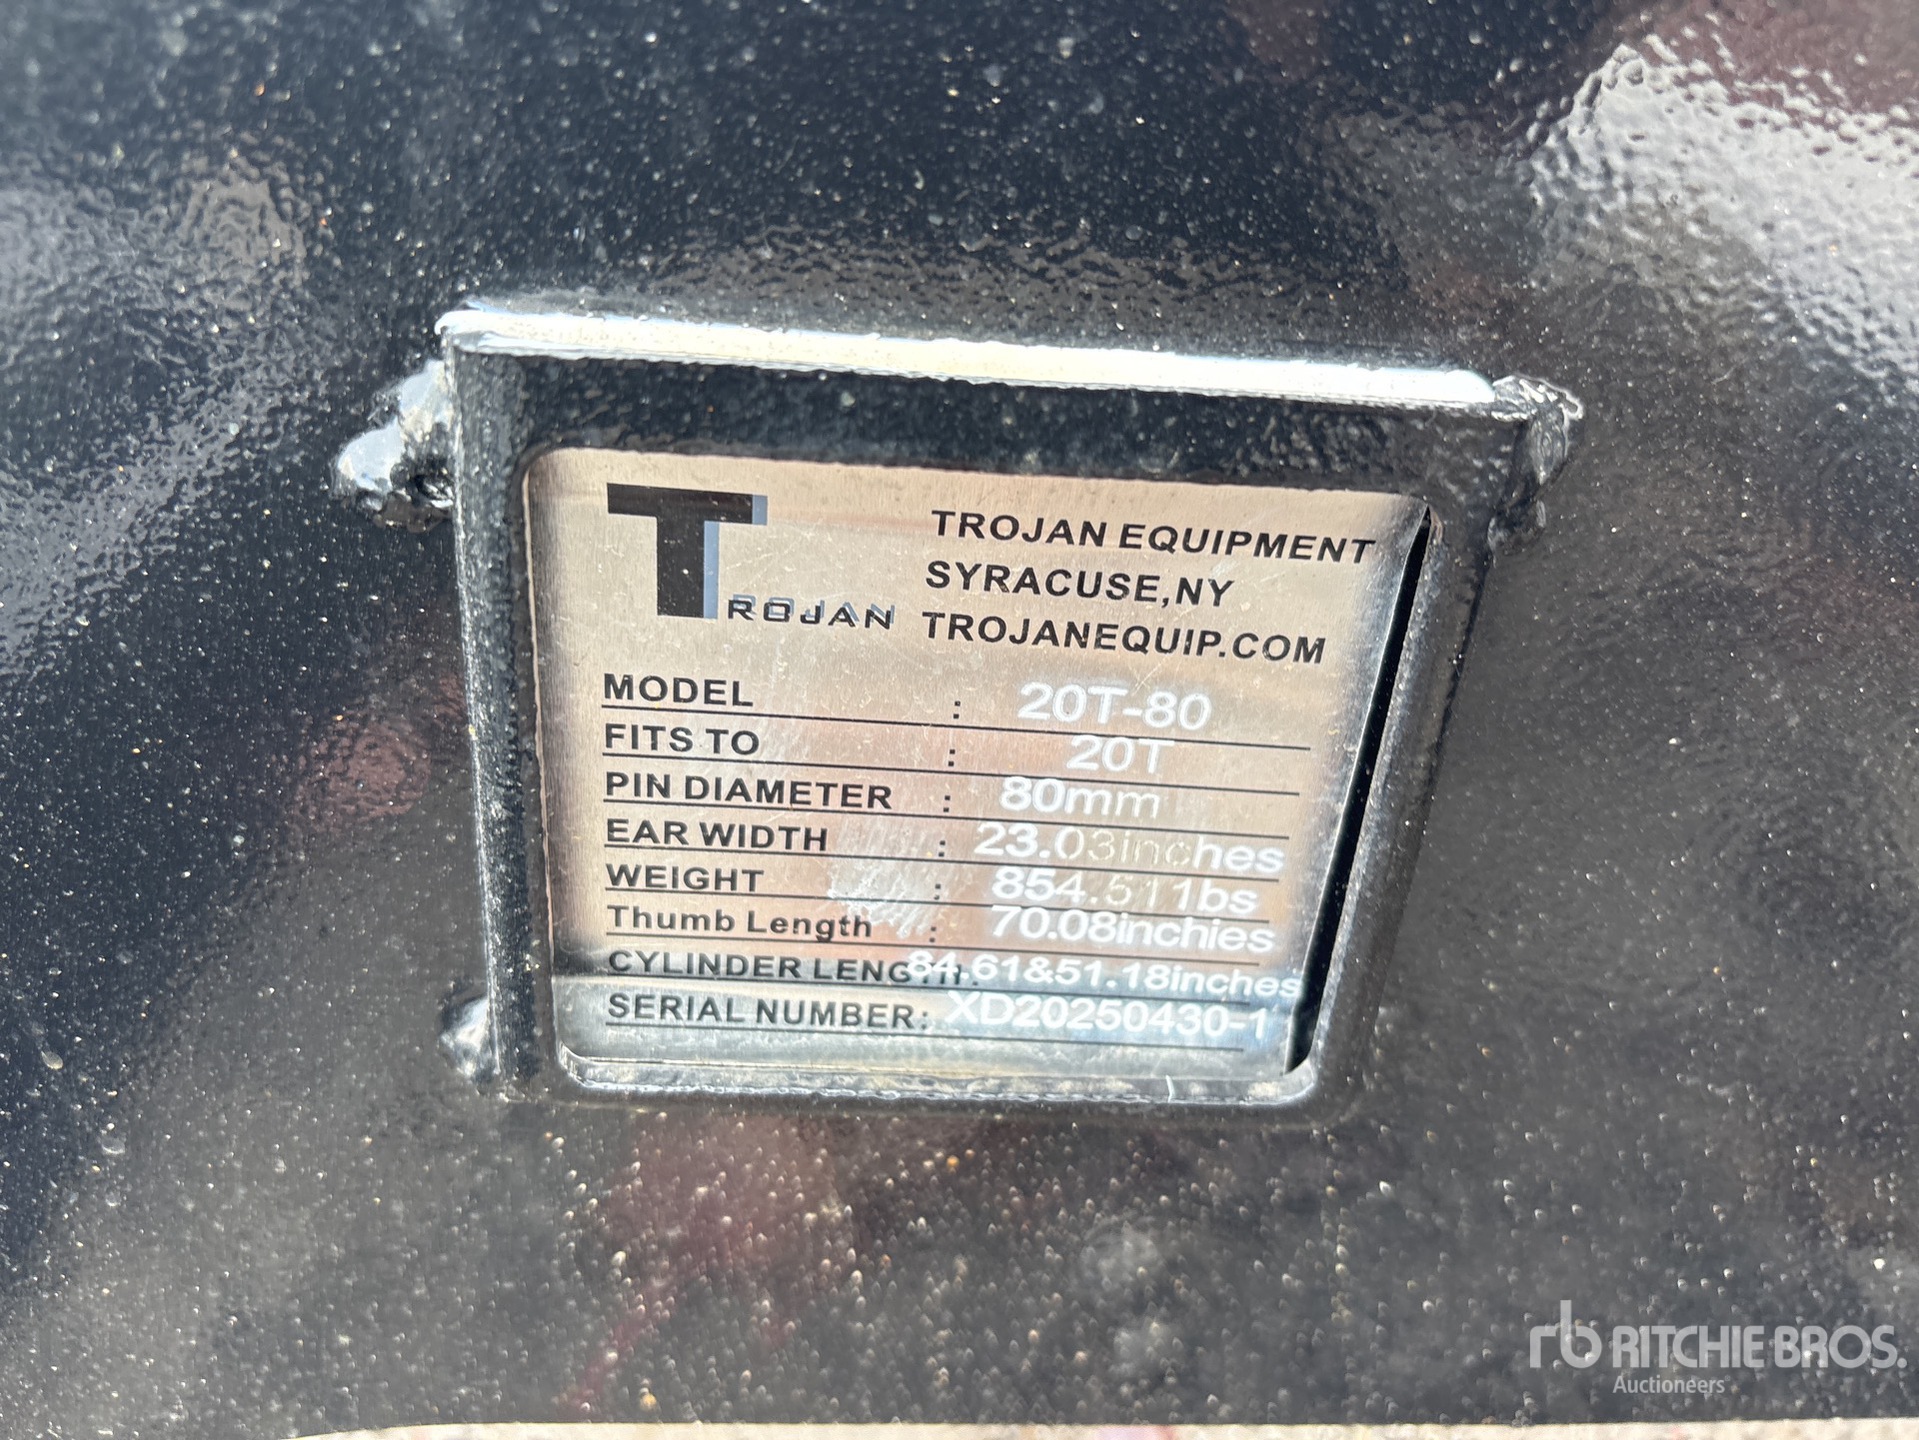 TROJAN
TROJAN EQUIPMENT
SYRACUSE,NY
TROJANEQUIP.COM
MODEL : 20T-80
FITS TO : 20T
PIN DIAMETER : 80mm
EAR WIDTH : 23.03inches
WEIGHT : 854.511bs
Thumb Length : 70.08inchies
CYLINDER LENGTH: 84.61&51.18inches
SERIAL NUMBER: XD20250430-1
rb RITCHIE BROS.
Auctioneers